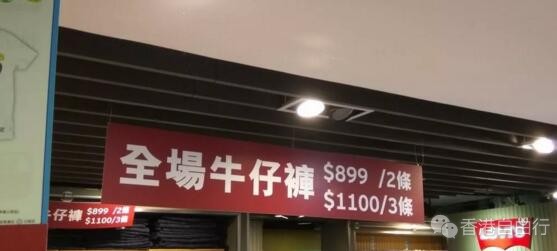 全場牛仔褲 $899 /2條
$1100/3條
牛仔褲 $899 /2條
$1100/3條
香港自由行